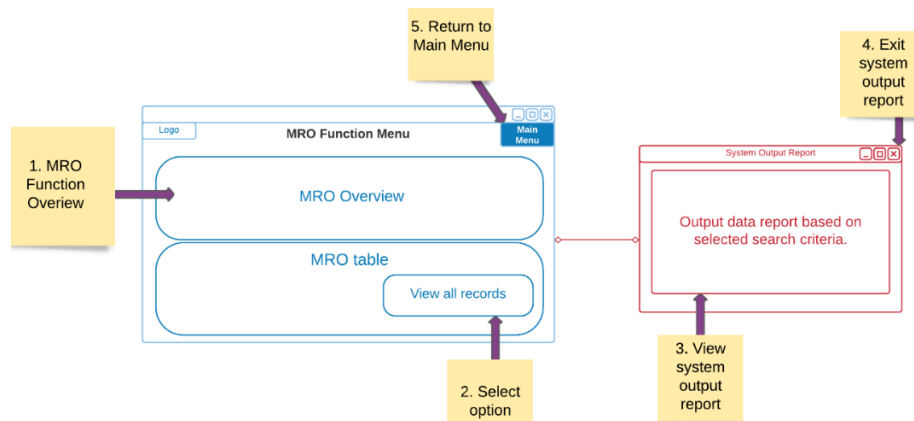 5. Return to
Main Menu
4. Exit
system
output
report
1. MRO
Function
Overiew
Logo
MRO Function Menu
Main
Menu
MRO Overview
MRO table
View all records
System Output Report
Output data report based on
selected search criteria.
2. Select
option
3. View
system
output
report